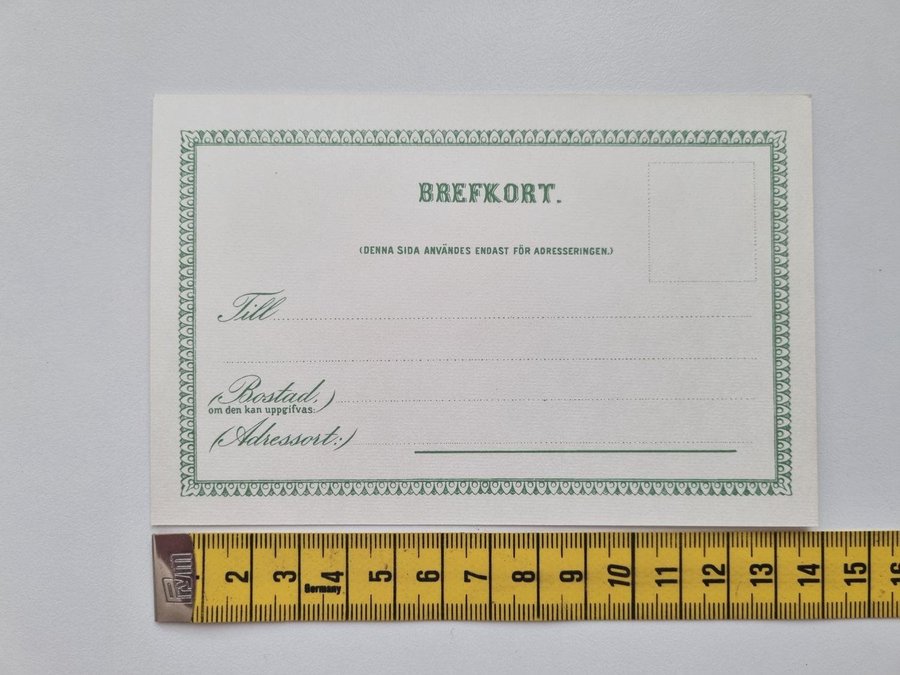 BREFKORT.
(DENNA SIDA ANVÄNDES ENDAST FÖR ADRESSERINGEN.)
Till
(Bostad,)
om den kan uppgifvas:
(Adressort:)
2 3 4 5 6 7 8 9 10 11 12 13 14 15 16
Germany